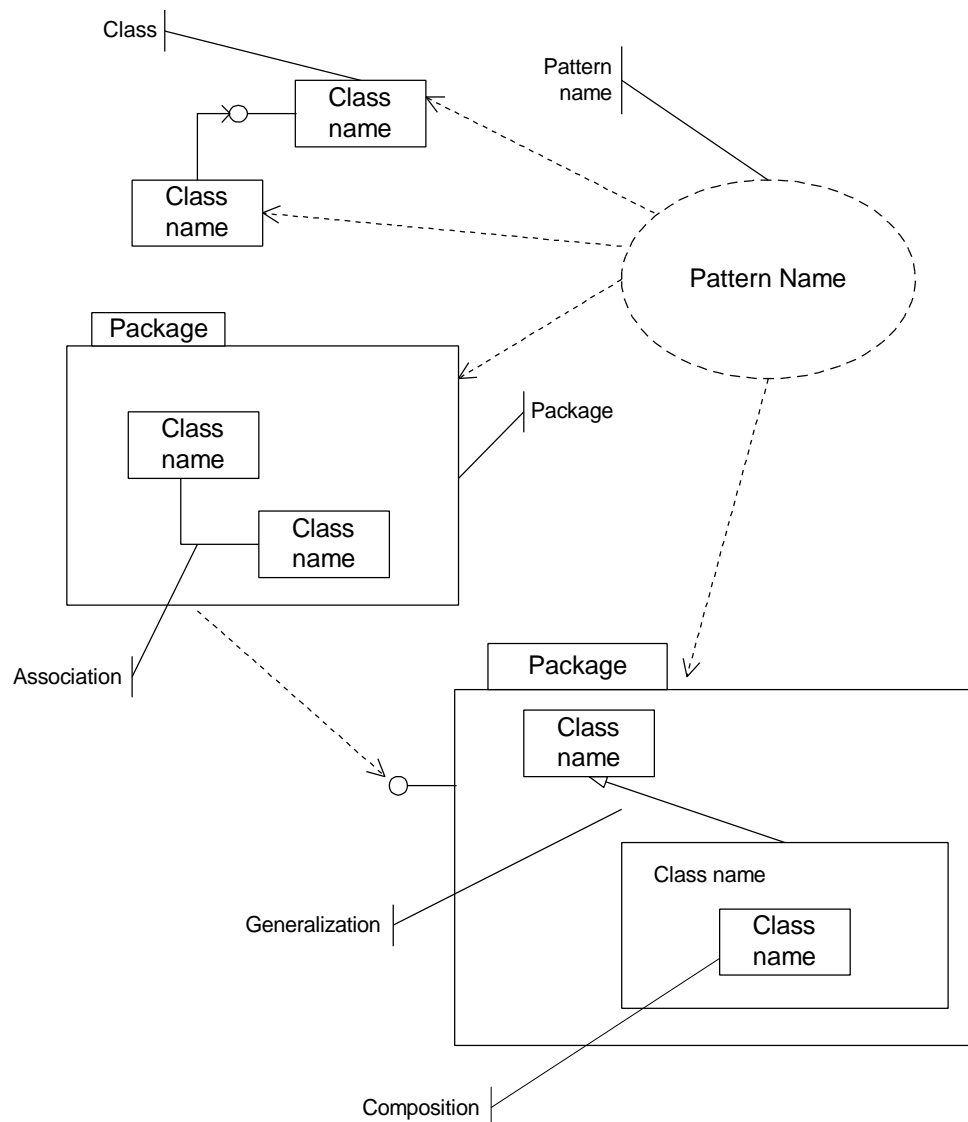 Class
Pattern
name
Class
name
Class
name
Pattern Name
Package
Package
Class
name
Class
name
Association
Package
Class
name
Class name
Generalization
Class
name
Composition